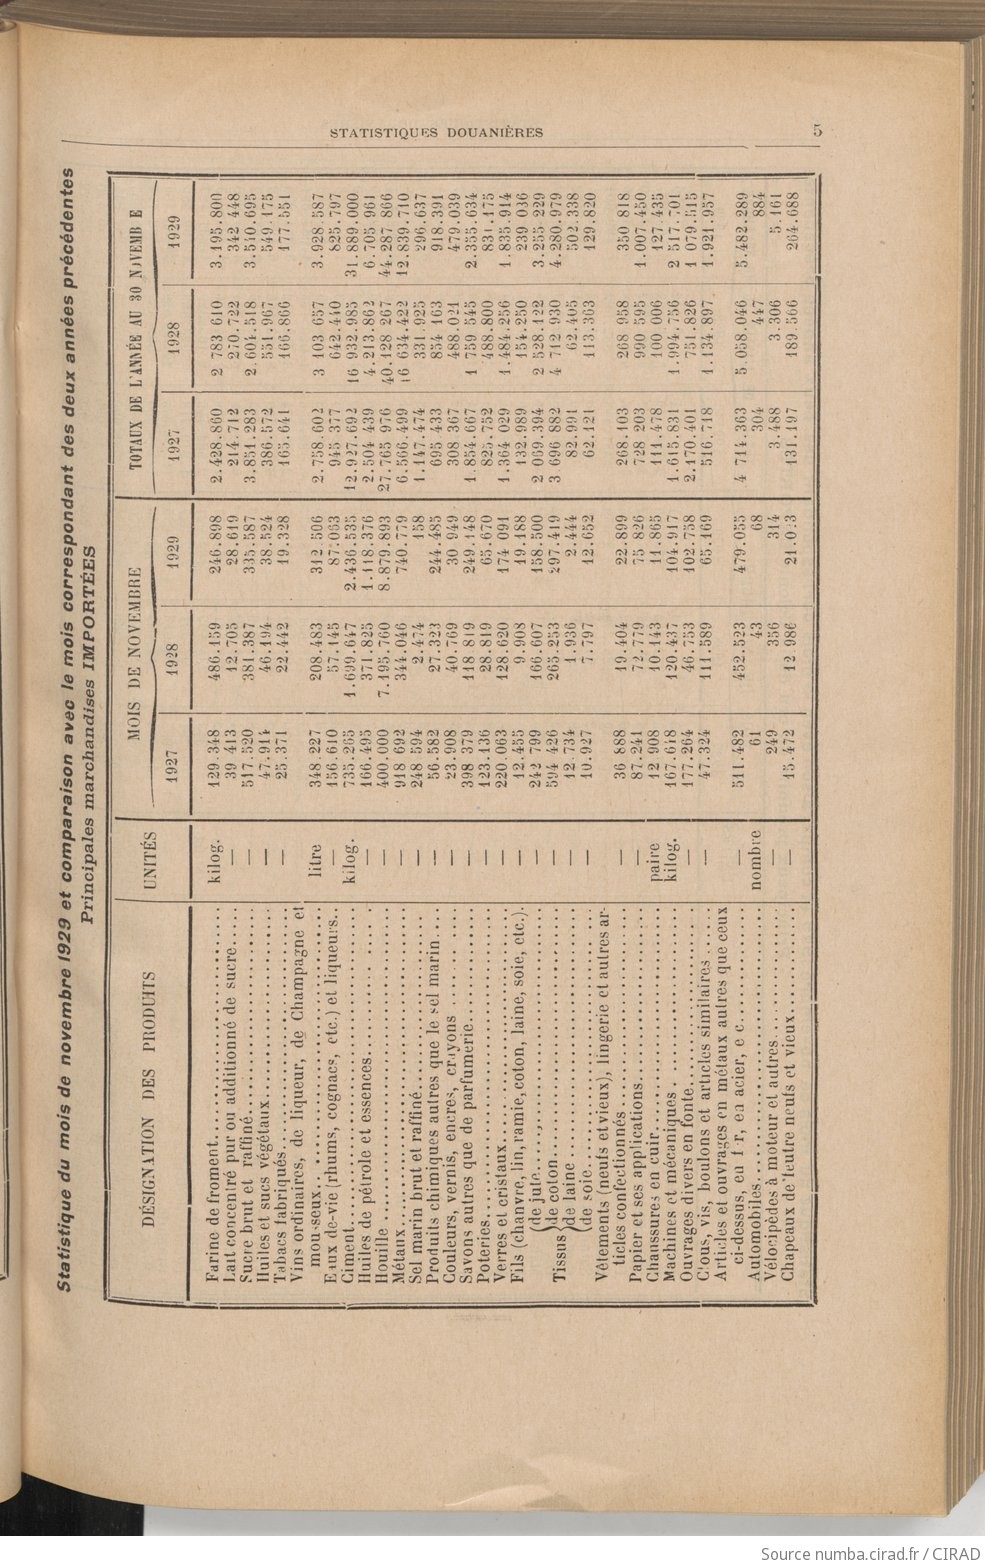 STATISTIQUES DOUANIÈRES 5
Statistique du mois de novembre 1929 et comparaison avec le mois correspondant des deux années précédentes
Principales marchandises IMPORTÉES
DÉSIGNATION DES PRODUITS UNITÉS MOIS DE NOVEMBRE TOTAUX DE L'ANNÉE AU 30 NOVEMB E
1927 1928 1929 1927 1928 1929
Farine de froment kilog. 129.348 486.159 246.898 2.428.860 2 783 610 3.195.800
Lait concentré pur ou additionné de sucre — 39 413 12 705 28.619 214.712 270.722 342 448
Sucre brut et raffiné — 517.520 381.387 335.587 3.851.283 2.604.518 3.510.695
Huiles et sucs végétaux — 47.914 46.194 38.524 386.572 551.967 549.175
Tabacs fabriqués — 25.371 22.442 19.328 165.641 166.866 177.551
Vins ordinaires, de liqueur, de Champagne et
mousseux litre 348.227 208.483 312 506 2.758.602 3 103 657 3.928.587
Eaux-de-vie (rhums, cognacs, etc.) et liqueurs — 156.610 57.145 87.063 945.377 642.440 825.797
Ciment kilog. 735.265 1.699.647 2.436.535 12.927.692 16 932.985 31.889.000
Huiles de pétrole et essences — 166.495 371.825 1.118.376 2.504 439 4.213.862 6.705 961
Houille — 400.000 7.195.760 8.879.893 27.765 976 40.128 267 44.287 866
Métaux — 918 692 344.046 740.779 6.566.499 16 634.422 12.839.710
Sel marin brut et raffiné — 248 594 2.474 158 1.147.474 331.925 296.637
Produits chimiques autres que le sel marin — 56.582 27.323 244.485 695.433 854 163 918.391
Couleurs, vernis, encres, crayons — 23.908 40.769 30 949 308 367 488.021 479.039
Savons autres que de parfumerie — 398 379 118 819 249.148 1.854.667 1 759 545 2.355.634
Poteries — 123.136 28.819 65.670 825.752 488.800 831.175
Verres et cristaux — 220.063 128.620 174 091 1.364 029 1.484.256 1.835.914
Fils (chanvre, lin, ramie, coton, laine, soie, etc.) — 12.455 9.908 19.188 132.989 154.250 239 036
Tissus de jute — 242 799 166.607 158.500 2 059.394 2 528.122 3.255 229
de coton — 594 426 265.253 297.419 3 696 882 4 712 930 4.280.979
de laine — 12 734 1.936 2.444 82.991 62.405 502.338
de soie — 10.927 7.797 12.652 62.121 113.363 129.820
Vêtements (neufs et vieux), lingerie et autres ar-
ticles confectionnés — 36 888 19.404 22.899 268.103 268 958 350 818
Papier et ses applications — 87.241 72.779 75 826 728 203 990 595 1.007.450
Chaussures en cuir paire 12 908 10.143 11.865 111.478 100 006 127.435
Machines et mécaniques kilog. 167.618 120.437 104.917 1.615.831 1.994.756 2 517.701
Ouvrages divers en fonte — 177.264 46.753 102.758 2.170.401 751.826 1 079.515
Clous, vis, boulons et articles similaires — 47.324 111.589 65.169 516.718 1.134.897 1.921.957
Articles et ouvrages en métaux autres que ceux
ci-dessus, en fer, en acier, e c. — 511.482 452.523 479.055 4 714.363 5.058.046 5.482.289
Automobiles nombre 61 43 68 304 447 884
Vélocipèdes à moteur et autres — 249 356 314 3.488 3.306 5.161
Chapeaux de feutre neufs et vieux — 15.472 12 986 131.197 189.566 264.688
Source numba.cirad.fr / CIRAD